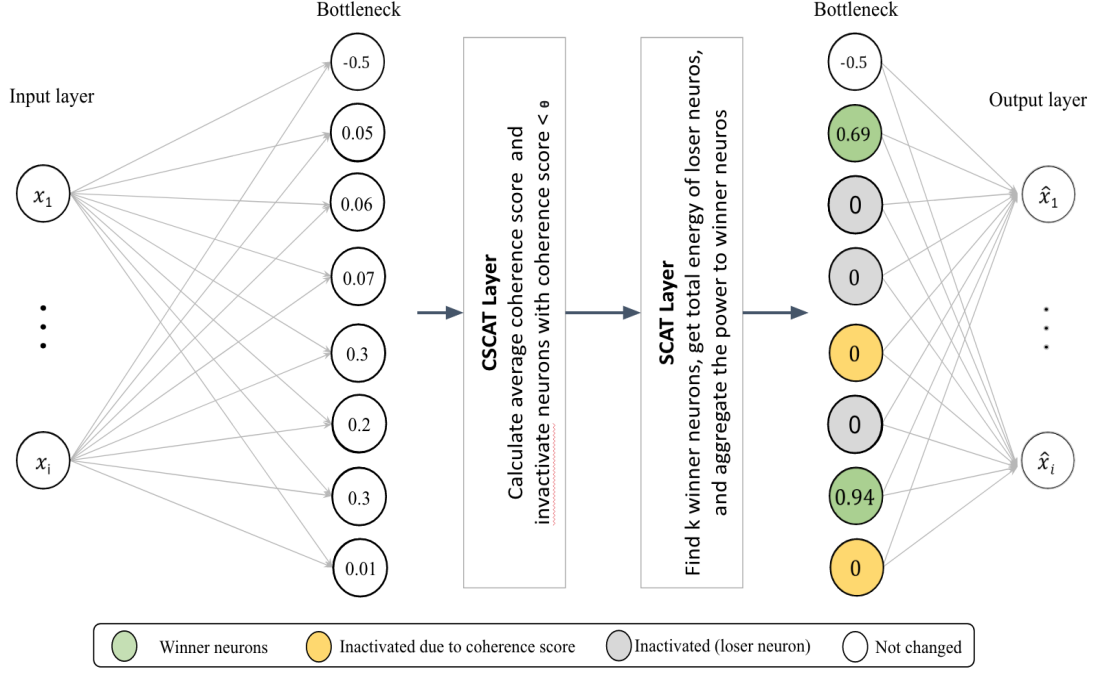 Bottleneck
Bottleneck
Input layer
Output layer
x₁
xᵢ
-0.5
0.05
0.06
0.07
0.3
0.2
0.3
0.01
CSCAT Layer
Calculate average coherence score and
invactivate neurons with coherence score < θ
SCAT Layer
Find k winner neurons, get total energy of loser neuros,
and aggregate the power to winner neuros
-0.5
0.69
0
0
0
0
0.94
0
x̂₁
x̂ᵢ
Winner neurons
Inactivated due to coherence score
Inactivated (loser neuron)
Not changed